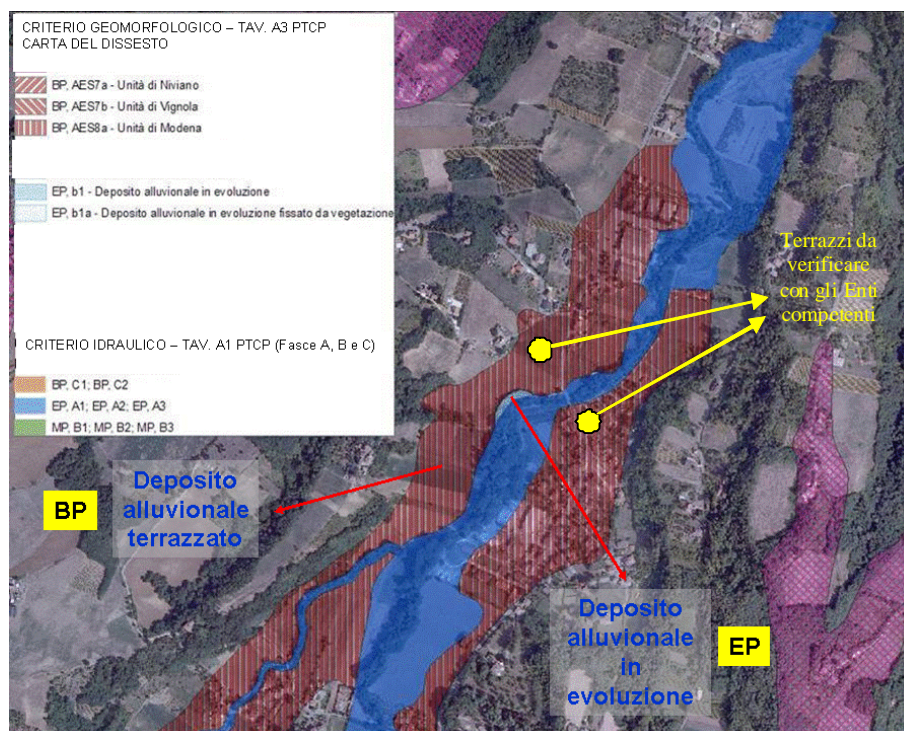 CRITERIO GEOMORFOLOGICO – TAV. A3 PTCP
CARTA DEL DISSESTO
BP, AES7a - Unità di Niviano
BP, AES7b - Unità di Vignola
BP, AES8a - Unità di Modena
EP, b1 - Deposito alluvionale in evoluzione
EP, b1a - Deposito alluvionale in evoluzione fissato da vegetazione
CRITERIO IDRAULICO – TAV. A1 PTCP (Fasce A, B e C)
BP, C1; BP, C2
EP, A1; EP, A2; EP, A3
MP, B1; MP, B2; MP, B3
Terrazzi da
verificare
con gli Enti
competenti
BP
Deposito
alluvionale
terrazzato
Deposito
alluvionale
in
evoluzione
EP